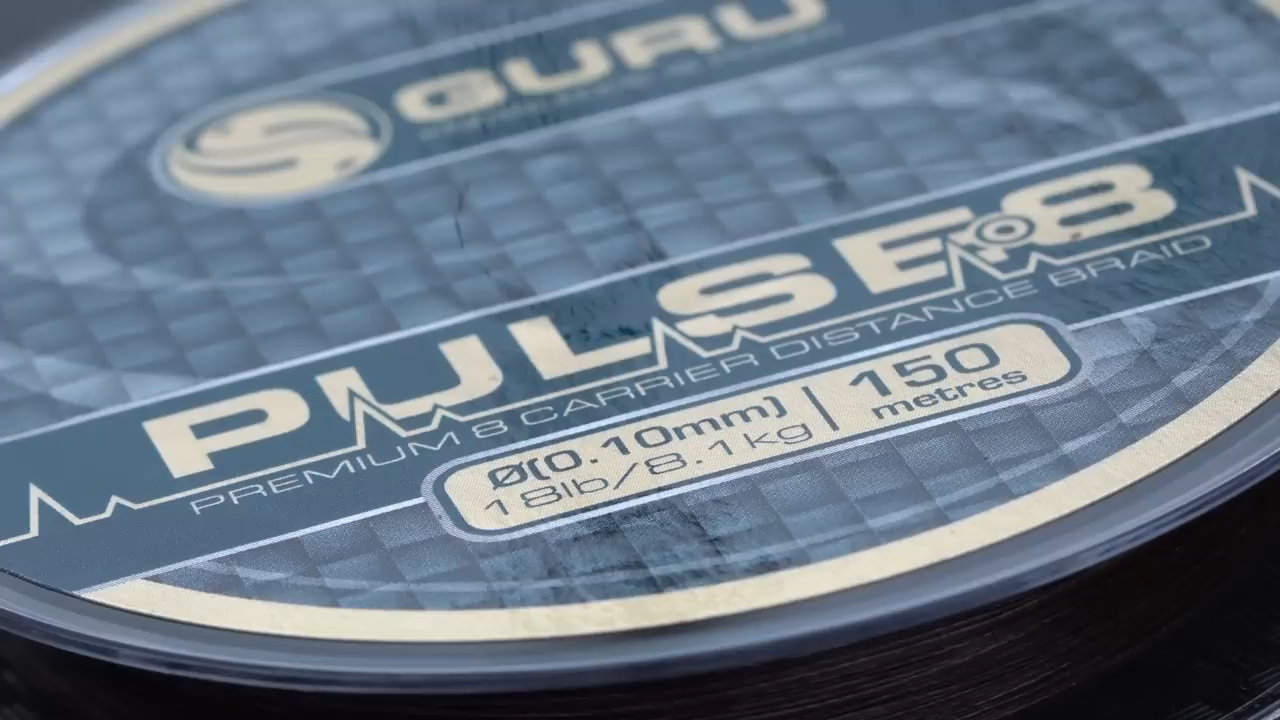 GURU
PULSE-8
PREMIUM 8 CARRIER DISTANCE BRAID
Ø(0.10mm) | 150
18lb/8.1kg metres